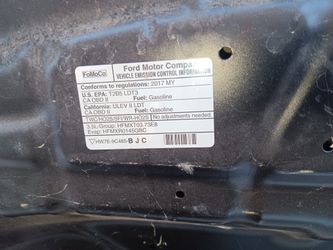 FoMoCo
Ford Motor Compa
VEHICLE EMISSION CONTROL INFORMATION
Conforms to regulations: 2017 MY
U.S. EPA: T2B5 LDT3 Fuel: Gasoline
CA OBD II
California: ULEV II LDT
CA OBD II Fuel: Gasoline
TWC/HO2S/SFI/WR-HO2S No adjustments needed.
3.5L-Group: HFMXT03.73EB
Evap: HFMXR0145GBC
HW7E-9C485-B J C